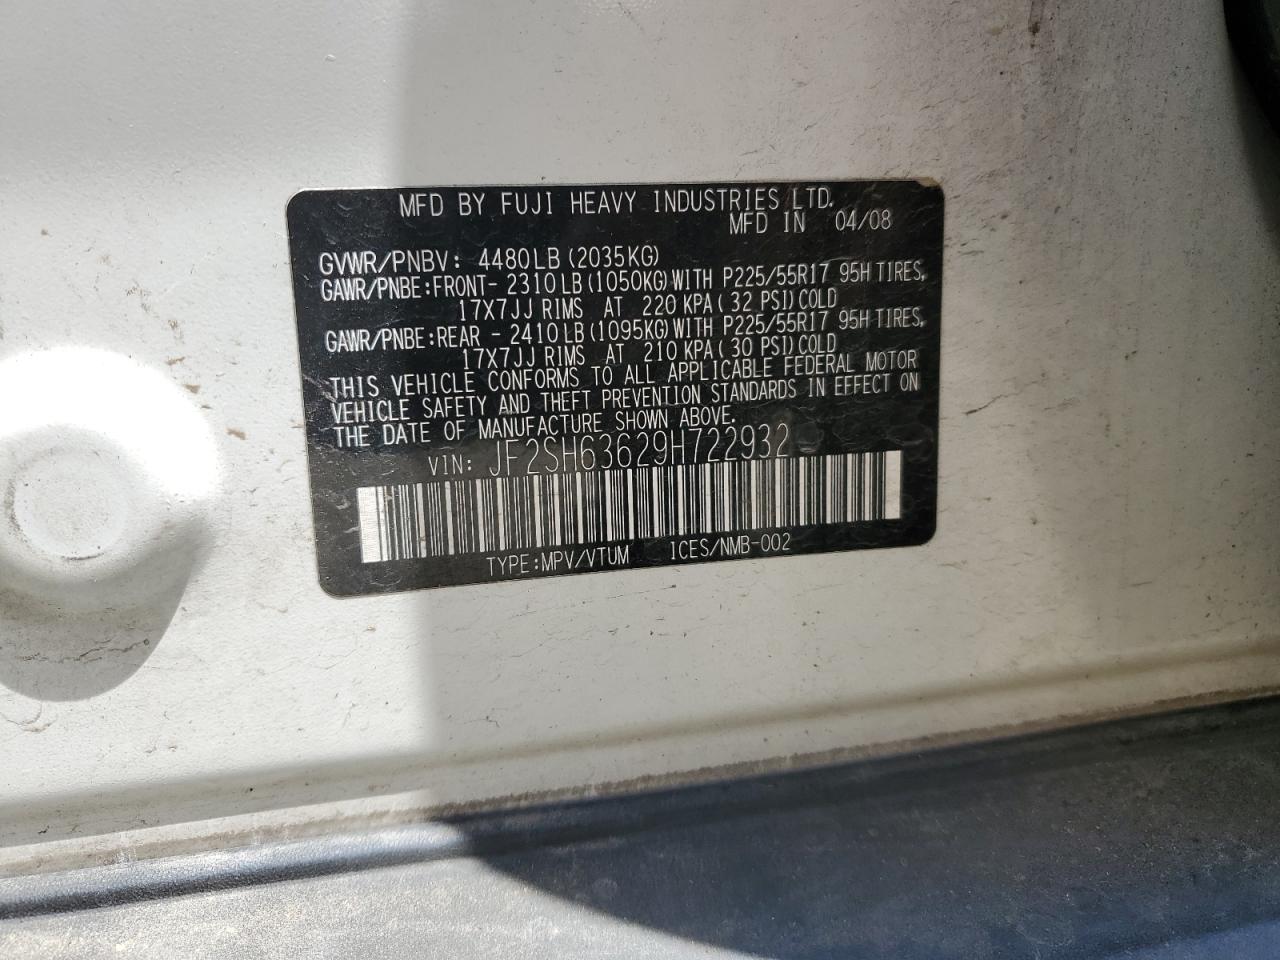 MFD BY FUJI HEAVY INDUSTRIES LTD.
MFD IN 04/08
GVWR/PNBV: 4480LB (2035KG)
GAWR/PNBE:FRONT- 2310LB (1050KG) WITH P225/55R17 95H TIRES,
17X7JJ RIMS AT 220 KPA ( 32 PSI) COLD
GAWR/PNBE:REAR - 2410LB (1095KG) WITH P225/55R17 95H TIRES,
17X7JJ RIMS AT 210 KPA ( 30 PSI) COLD
THIS VEHICLE CONFORMS TO ALL APPLICABLE FEDERAL MOTOR
VEHICLE SAFETY AND THEFT PREVENTION STANDARDS IN EFFECT ON
THE DATE OF MANUFACTURE SHOWN ABOVE.
VIN: JF2SH63629H722932
TYPE:MPV/VTUM ICES/NMB-002